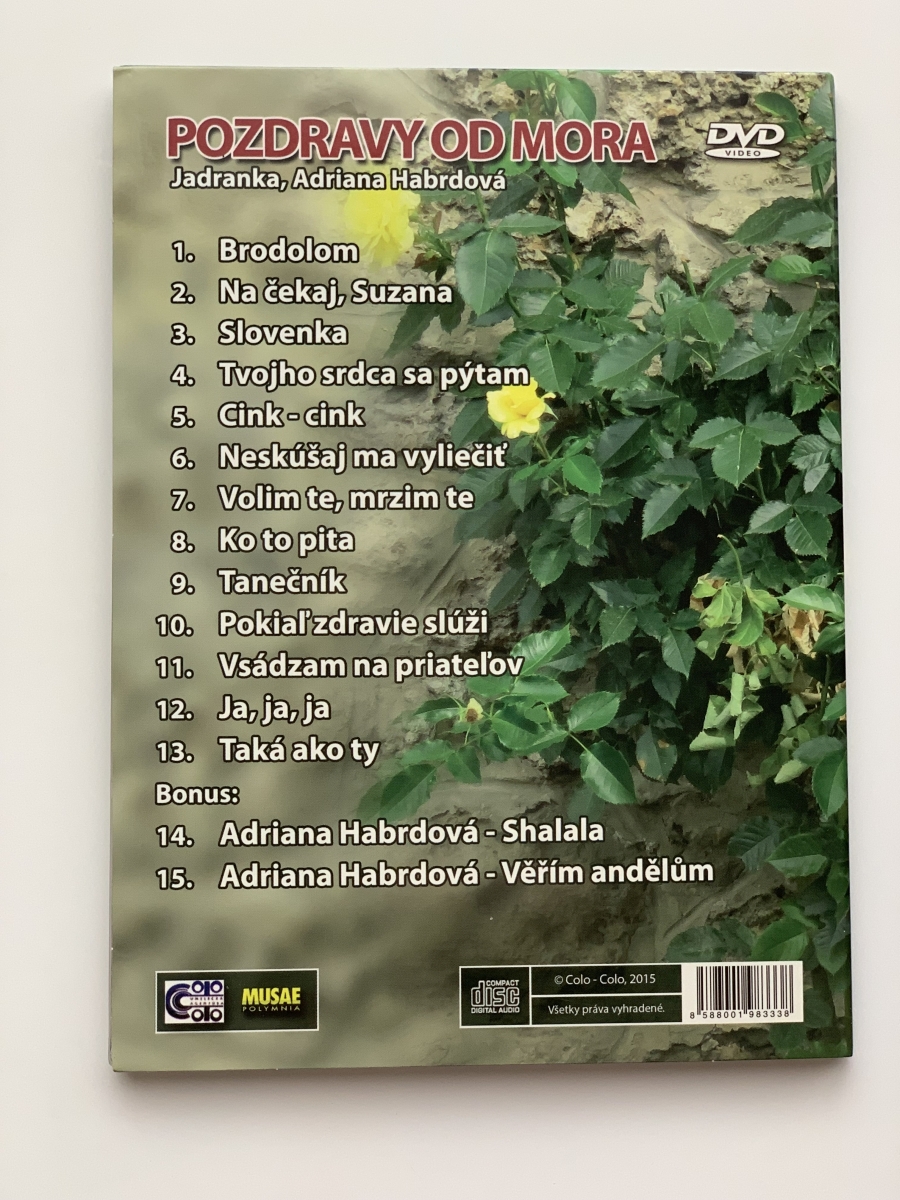 POZDRAVY OD MORA
DVD
VIDEO
Jadranka, Adriana Habrdová
1. Brodolom
2. Na čekaj, Suzana
3. Slovenka
4. Tvojho srdca sa pýtam
5. Cink - cink
6. Neskúšaj ma vyliečiť
7. Volim te, mrzim te
8. Ko to pita
9. Tanečník
10. Pokiaľ zdravie slúži
11. Vsádzam na priateľov
12. Ja, ja, ja
13. Taká ako ty
Bonus:
14. Adriana Habrdová - Shalala
15. Adriana Habrdová - Věřím andělům
MUSAE
POLYMNIA
COMPACT
disc
DIGITAL AUDIO
© Colo - Colo, 2015
Všetky práva vyhradené.
8 588001 983338